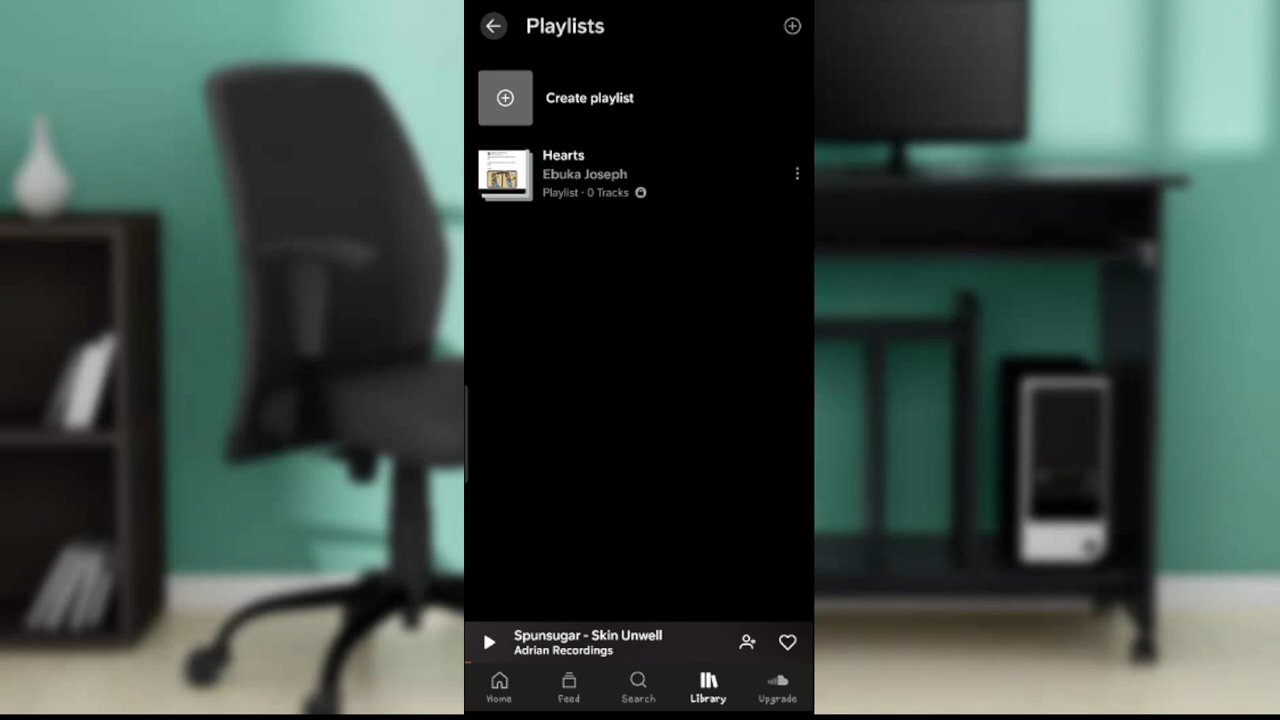 Playlists
Create playlist
Hearts
Ebuka Joseph
Playlist · 0 Tracks
Spunsugar - Skin Unwell
Adrian Recordings
Home
Feed
Search
Library
Upgrade